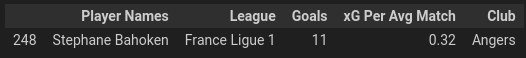 Player Names League Goals xG Per Avg Match Club
248 Stephane Bahoken France Ligue 1 11 0.32 Angers